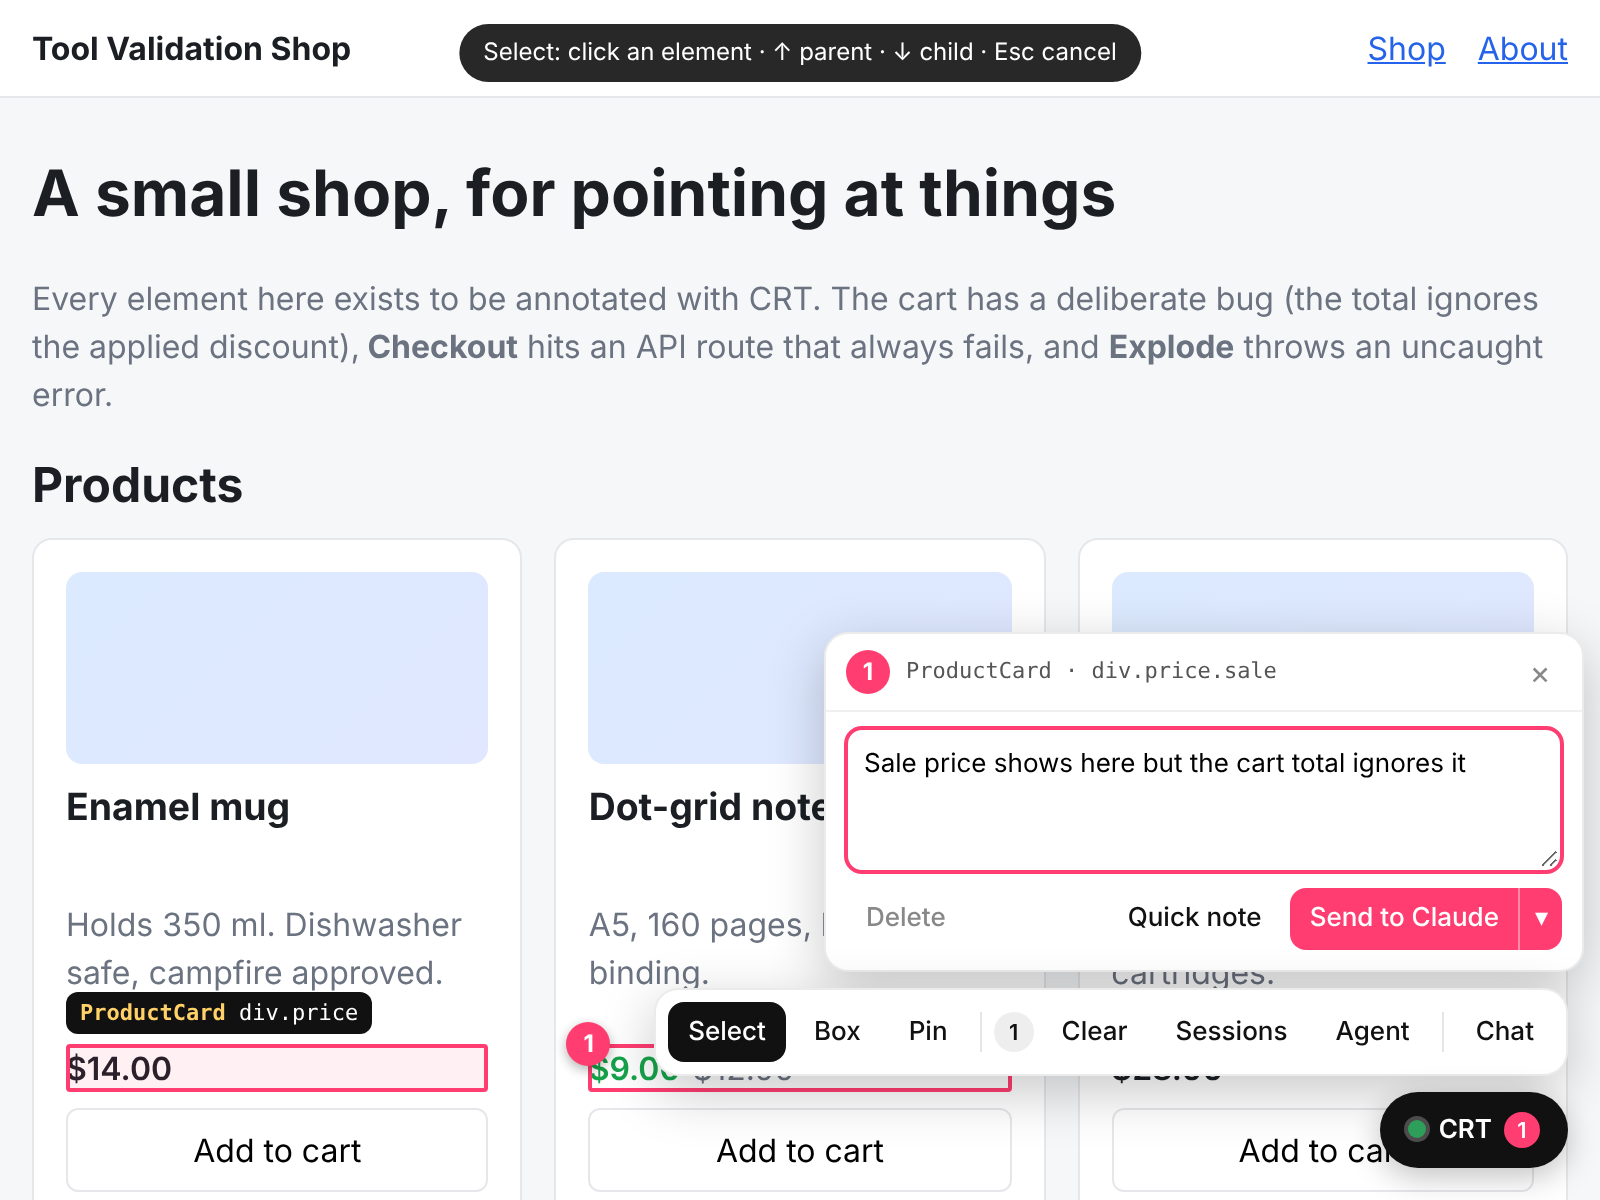 Tool Validation Shop
Select: click an element · ↑ parent · ↓ child · Esc cancel
Shop
About
A small shop, for pointing at things
Every element here exists to be annotated with CRT. The cart has a deliberate bug (the total ignores
the applied discount), Checkout hits an API route that always fails, and Explode throws an uncaught
error.
Products
Enamel mug
Holds 350 ml. Dishwasher
safe, campfire approved.
ProductCard div.price
$14.00
Add to cart
Dot-grid
A5, 160 pages,
binding.
1
Add to cart
cartridges.
Add to
1 ProductCard · div.price.sale ×
Sale price shows here but the cart total ignores it
Delete
Quick note
Send to Claude ▼
Select
Box
Pin
1
Clear
Sessions
Agent
Chat
CRT 1